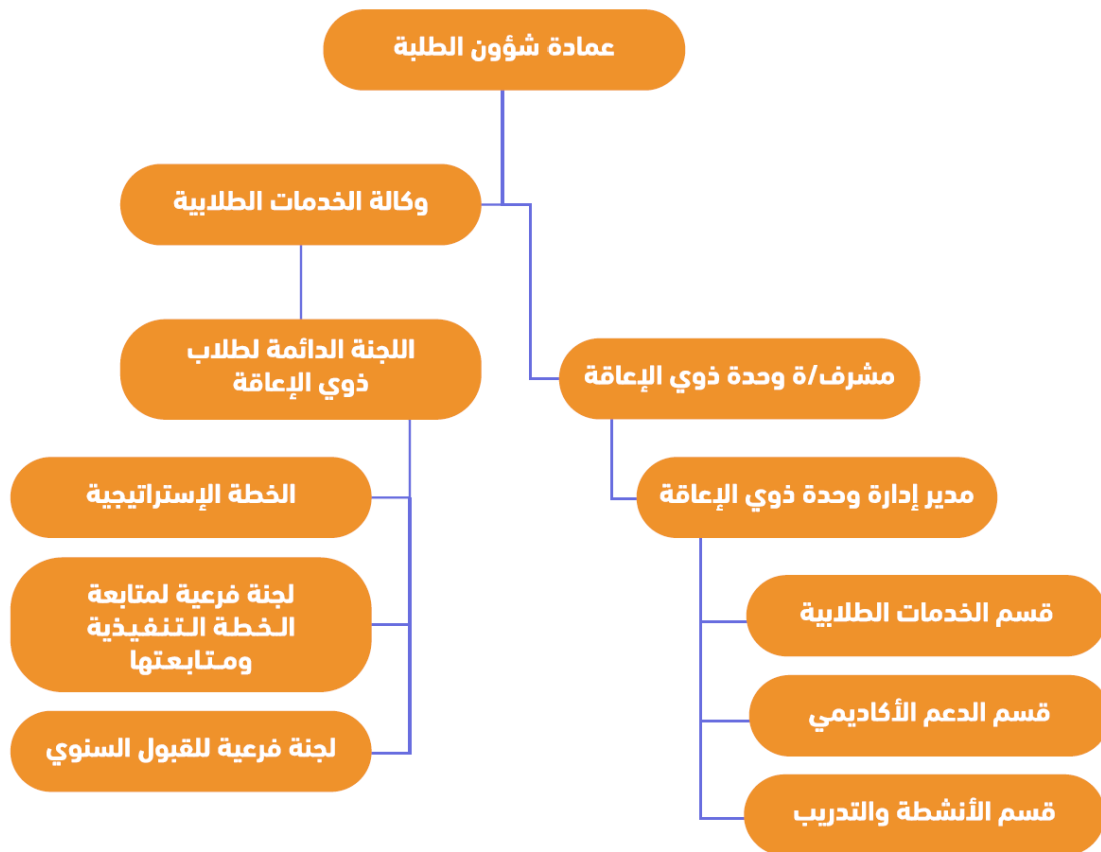 عمادة شؤون الطلبة
وكالة الخدمات الطلابية
اللجنة الدائمة لطلاب
ذوي الإعاقة
مشرف/ة وحدة ذوي الإعاقة
الخطة الإستراتيجية
مدير إدارة وحدة ذوي الإعاقة
لجنة فرعية لمتابعة
الخطة التنفيذية
ومتابعتها
قسم الخدمات الطلابية
قسم الدعم الأكاديمي
لجنة فرعية للقبول السنوي
قسم الأنشطة والتدريب